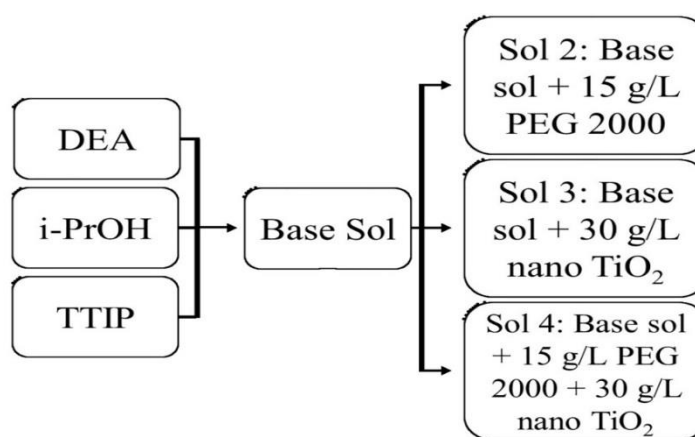 DEA
i-PrOH
TTIP
Base Sol
Sol 2: Base
sol + 15 g/L
PEG 2000
Sol 3: Base
sol + 30 g/L
nano TiO₂
Sol 4: Base sol
+ 15 g/L PEG
2000 + 30 g/L
nano TiO₂